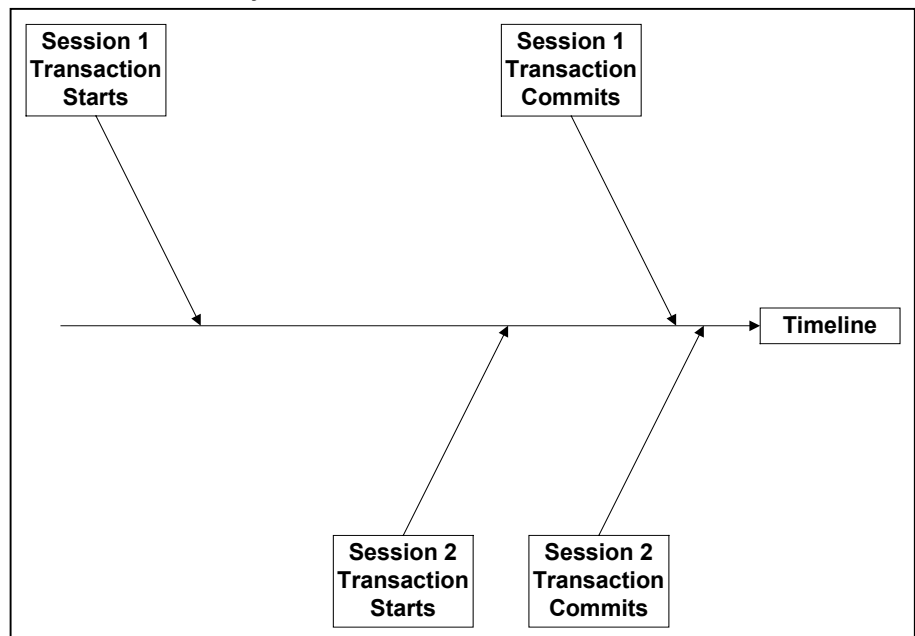 Session 1
Transaction
Starts
Session 1
Transaction
Commits
Timeline
Session 2
Transaction
Starts
Session 2
Transaction
Commits